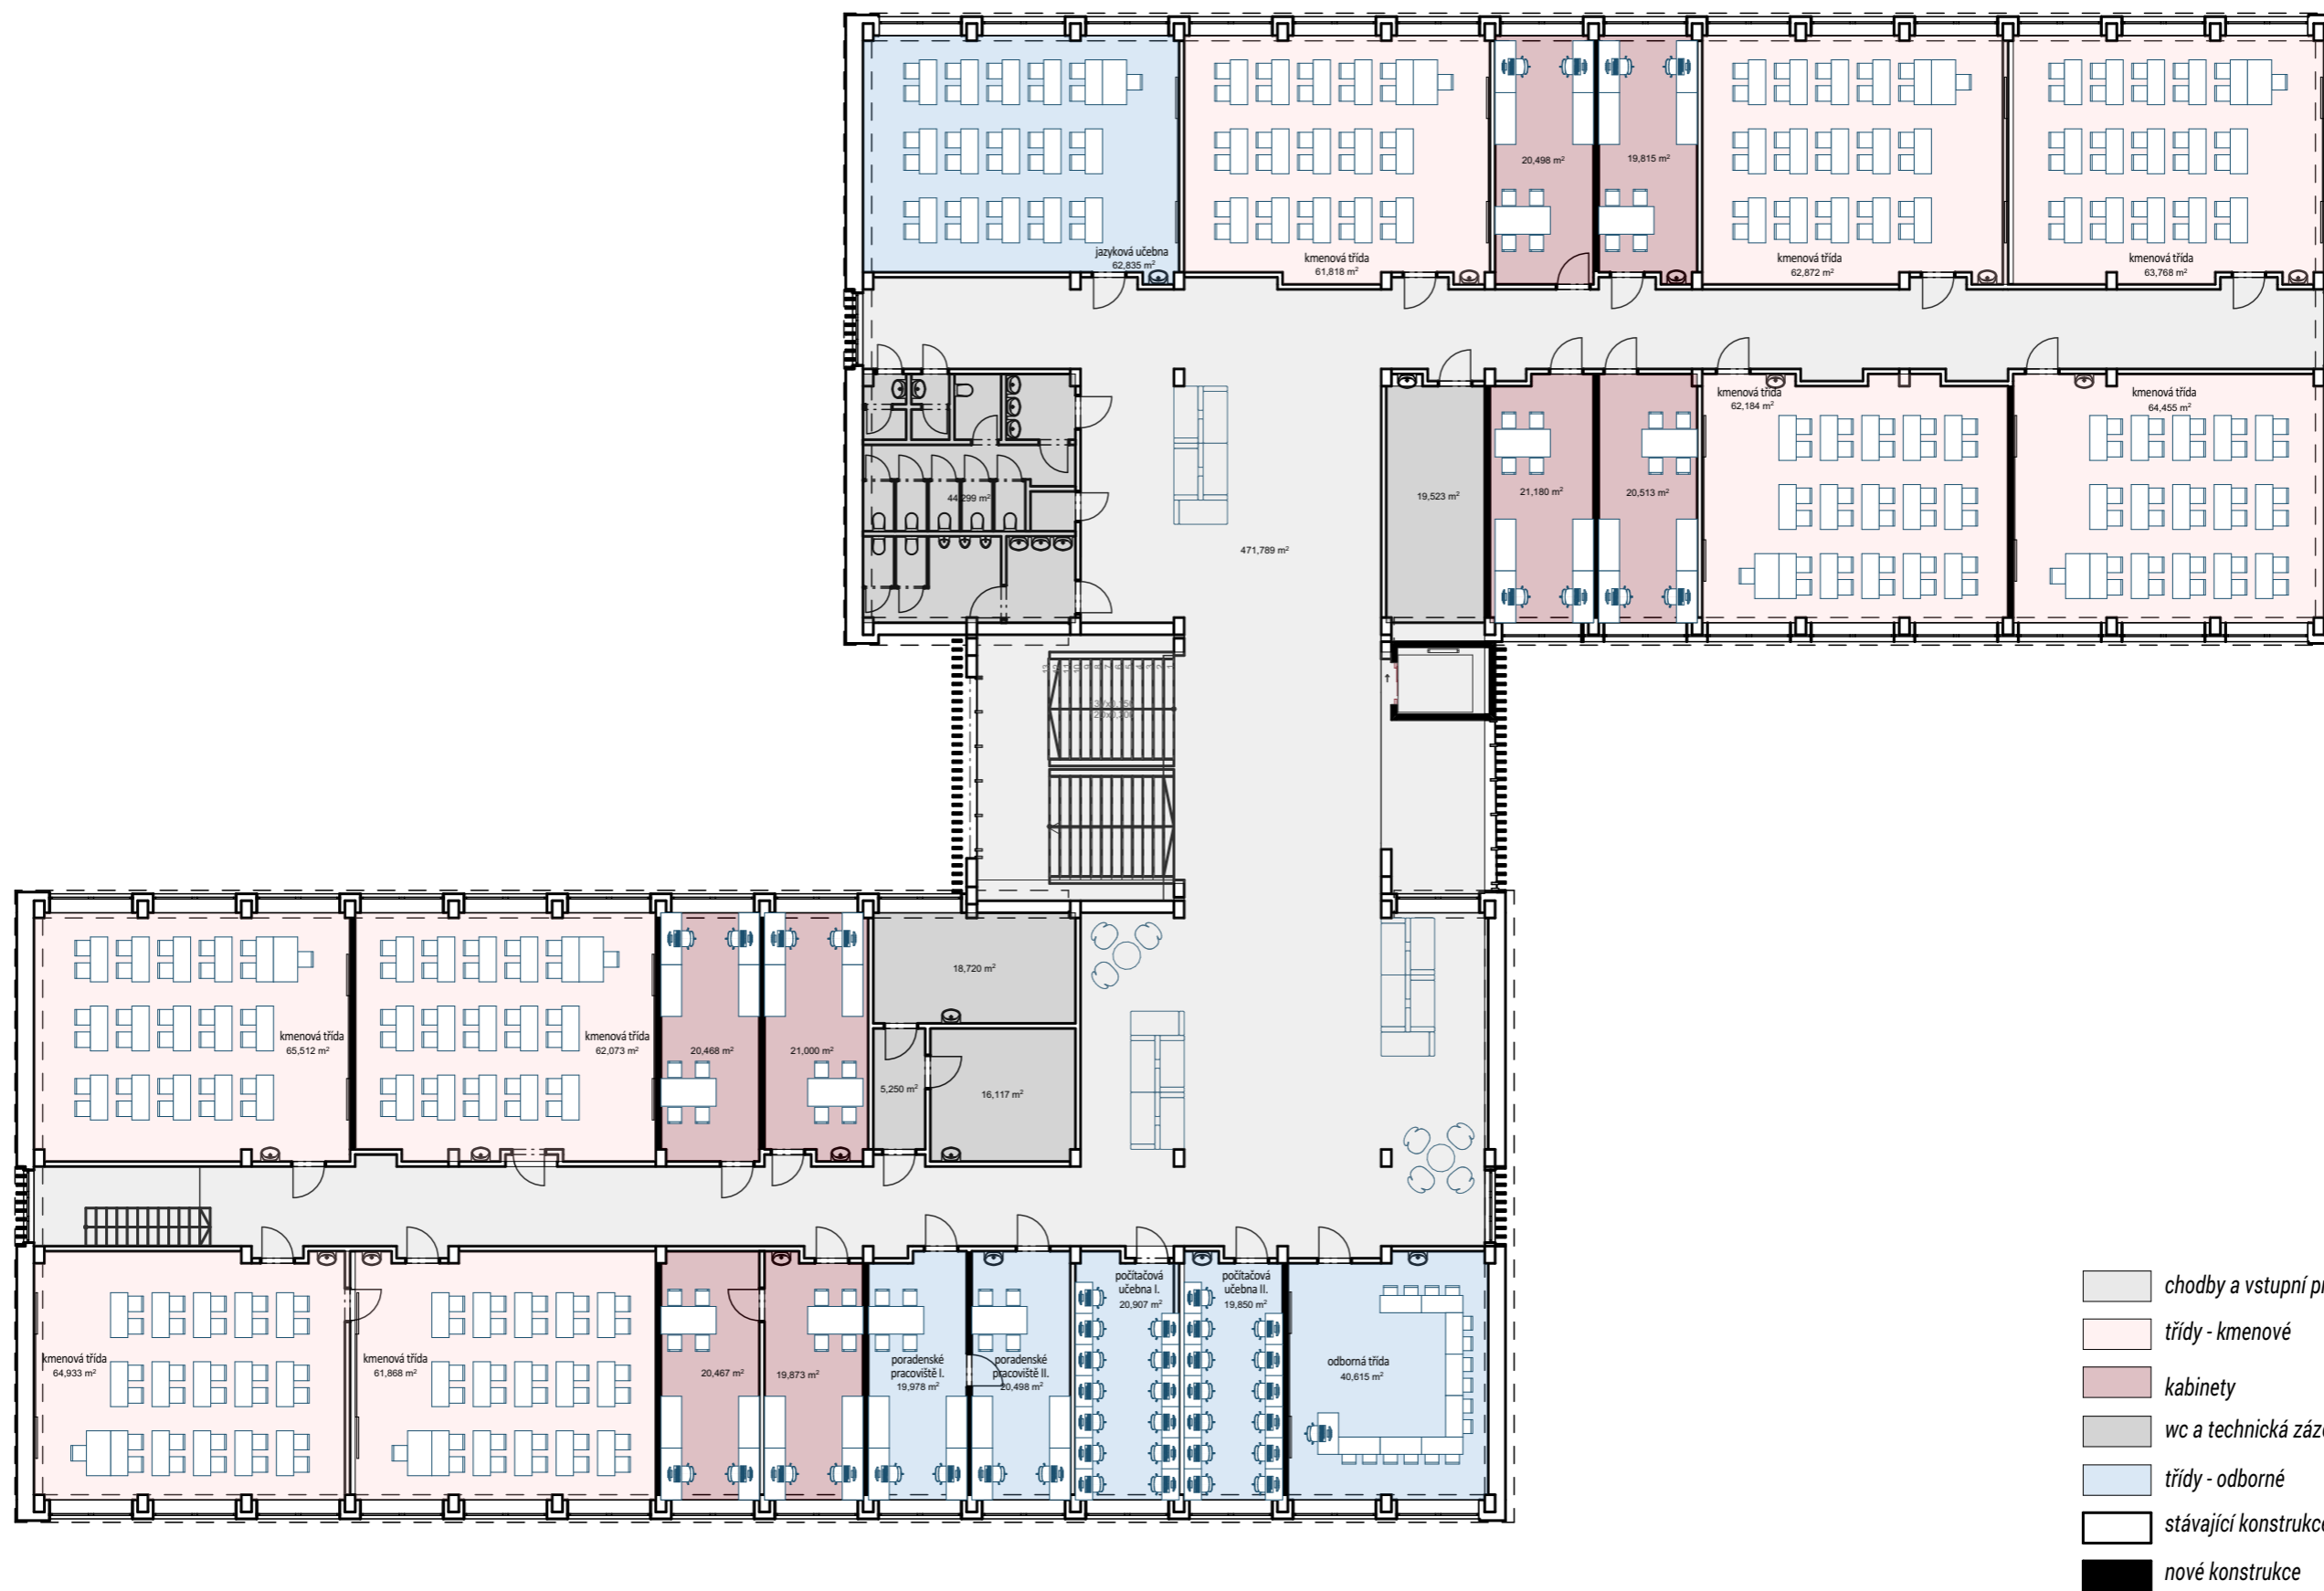 jazyková učebna
62,835 m²
kmenová třída
61,818 m²
20,498 m²
19,815 m²
kmenová třída
62,872 m²
kmenová třída
63,768 m²
44,299 m²
471,789 m²
19,523 m²
21,180 m²
20,513 m²
kmenová třída
62,184 m²
kmenová třída
64,455 m²
kmenová třída
65,512 m²
kmenová třída
62,073 m²
20,468 m²
21,000 m²
18,720 m²
5,250 m²
16,117 m²
kmenová třída
64,933 m²
kmenová třída
61,868 m²
20,467 m²
19,873 m²
poradenské
pracoviště I.
19,978 m²
poradenské
pracoviště II.
20,498 m²
počítačová
učebna I.
20,907 m²
počítačová
učebna II.
19,850 m²
odborná třída
40,615 m²
chodby a vstupní
třídy - kmenové
kabinety
wc a technická
třídy - odborné
stávající konstrukce
nové konstrukce